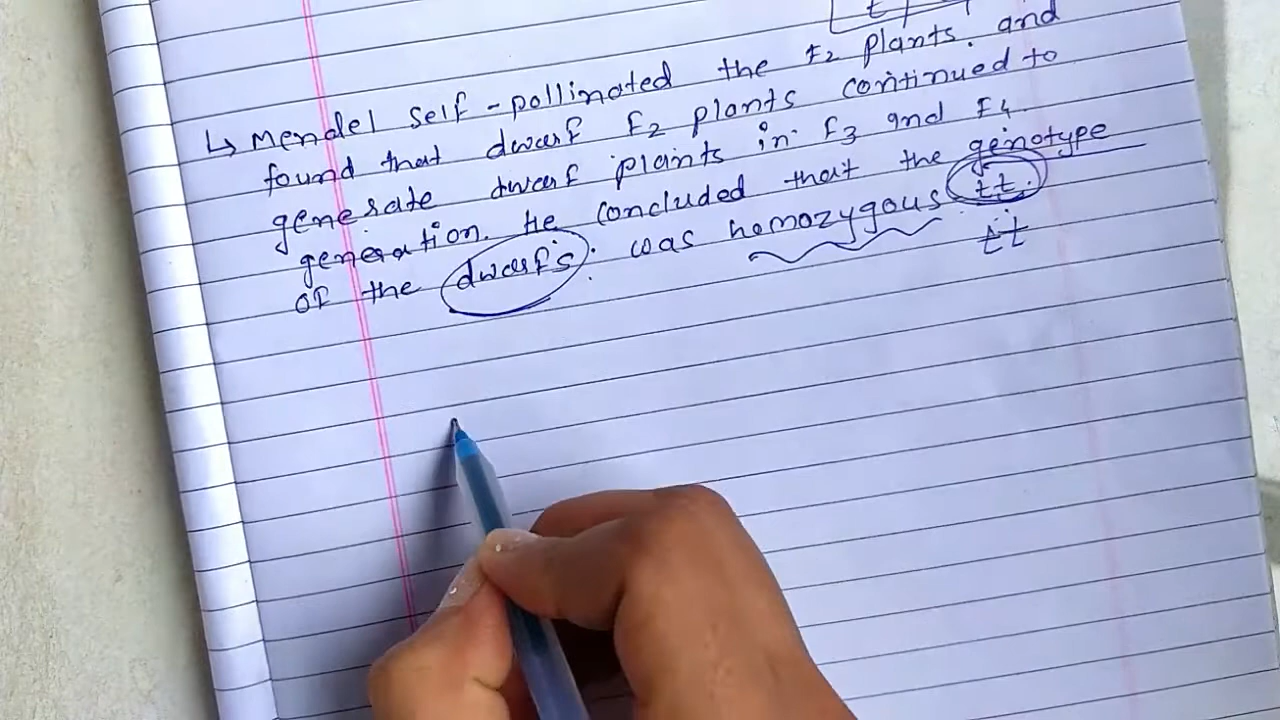 t
↳ Mendel self-pollinated the F2 plants. and
found that dwarf F2 plants continued to
generate dwarf plants in F3 and F4
generation. He concluded that the genotype
of the dwarfs. was homozygous tt.
tt